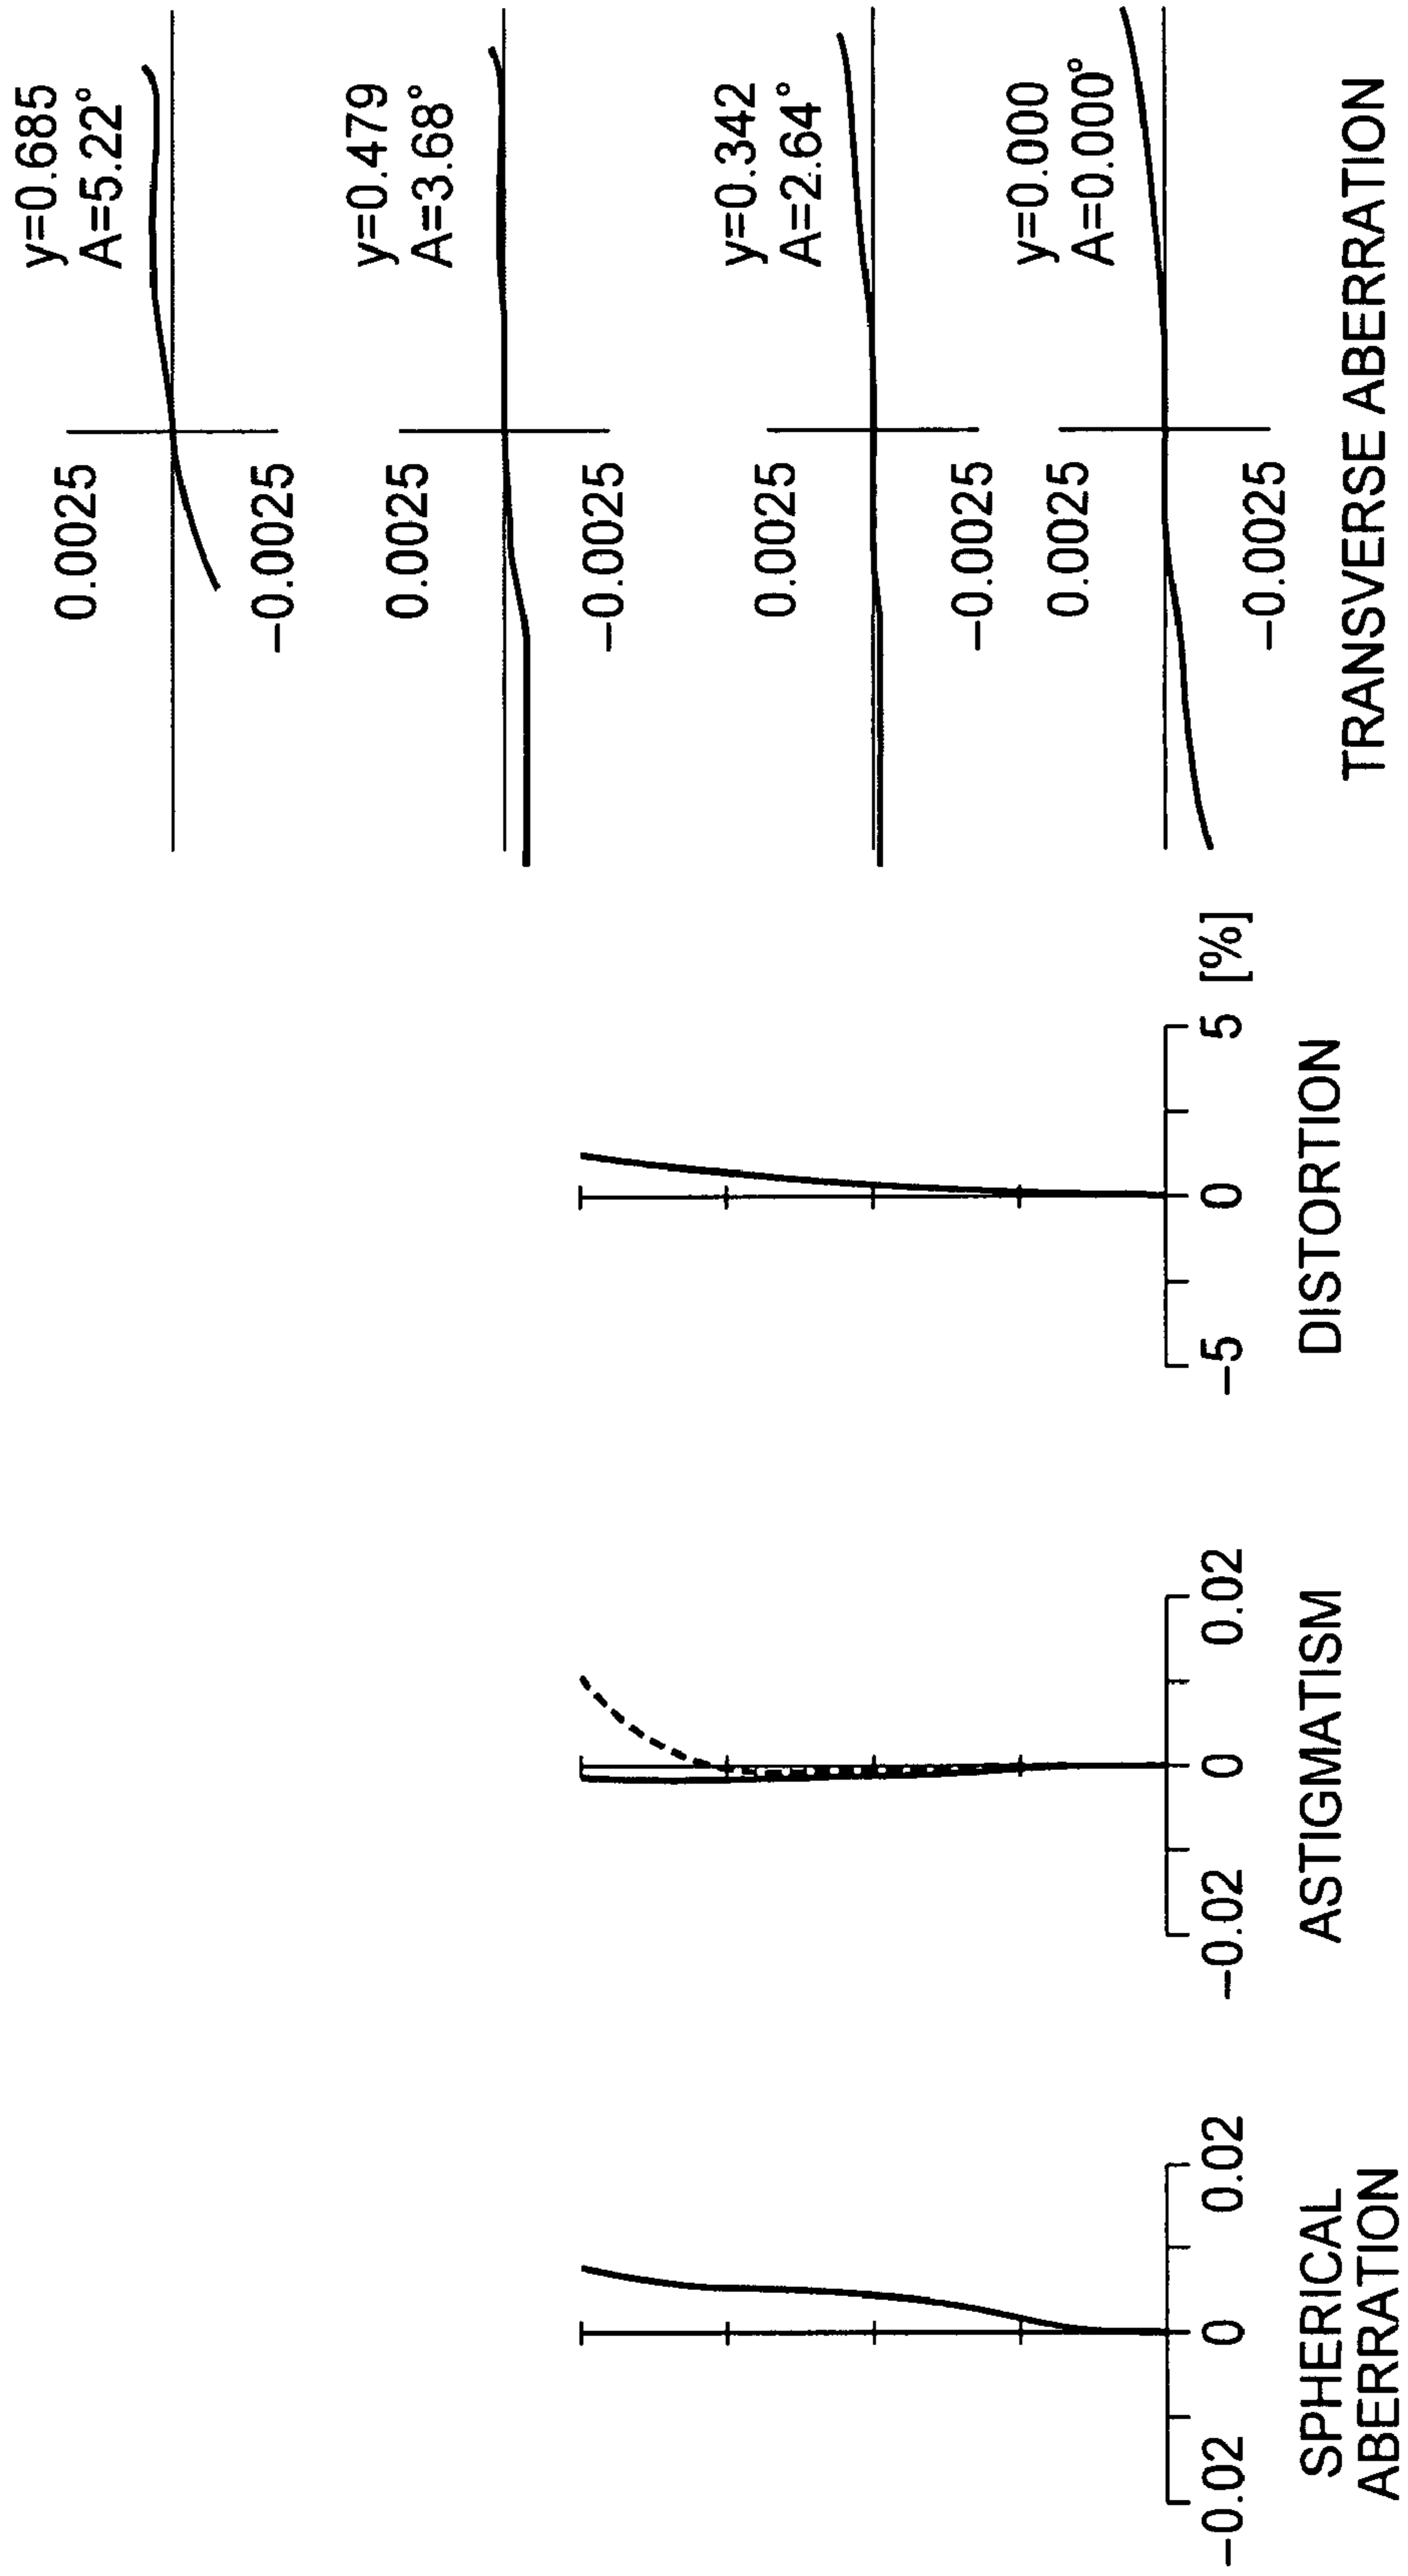 SPHERICAL
ABERRATION
−0.02 0 0.02
ASTIGMATISM
−0.02 0 0.02
DISTORTION
−5 0 5 [%]
TRANSVERSE ABERRATION
y=0.685
A=5.22°
0.0025
−0.0025
y=0.479
A=3.68°
0.0025
−0.0025
y=0.342
A=2.64°
0.0025
−0.0025
y=0.000
A=0.000°
0.0025
−0.0025